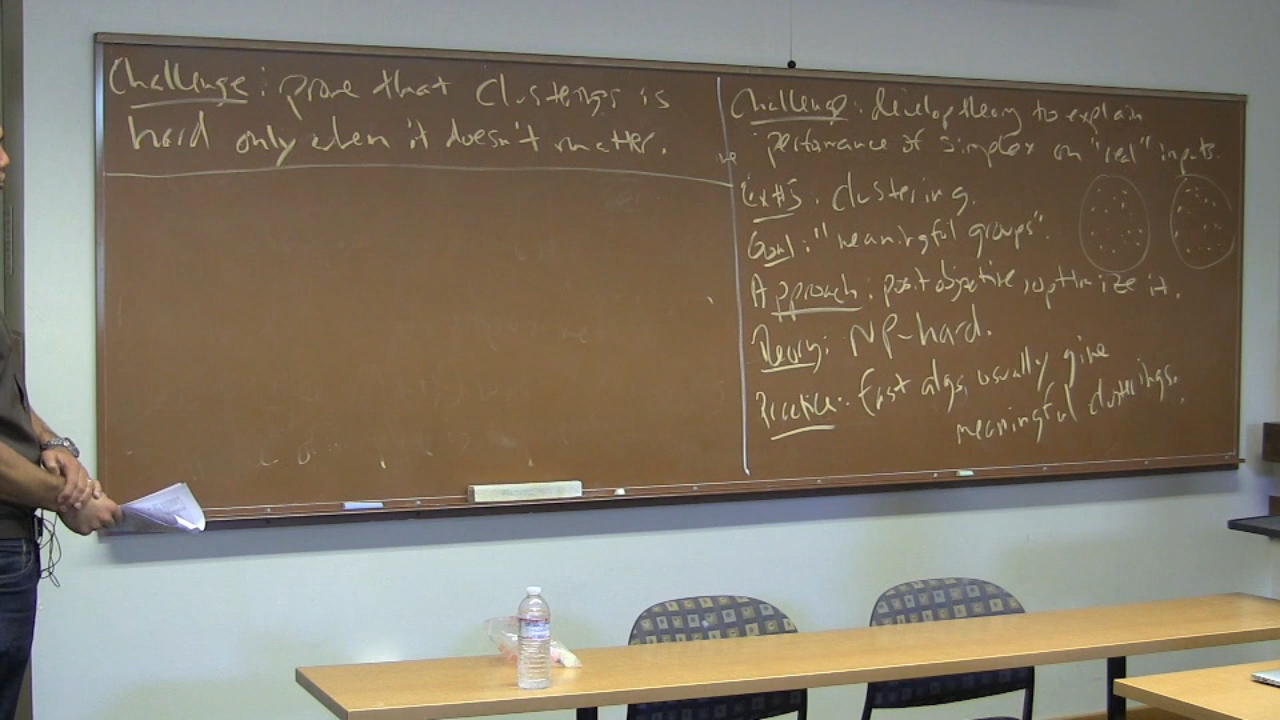 Challenge: prove that clusterings is
hard only when it doesn't matter.
Challenge: develop theory to explain
performance of simplex on "real" inputs.
Ex#3: clustering.
Goal: "meaningful groups".
Approach: posit objective, optimize it.
Theory: NP-hard.
Practice: fast algs usually give
meaningful clusterings.